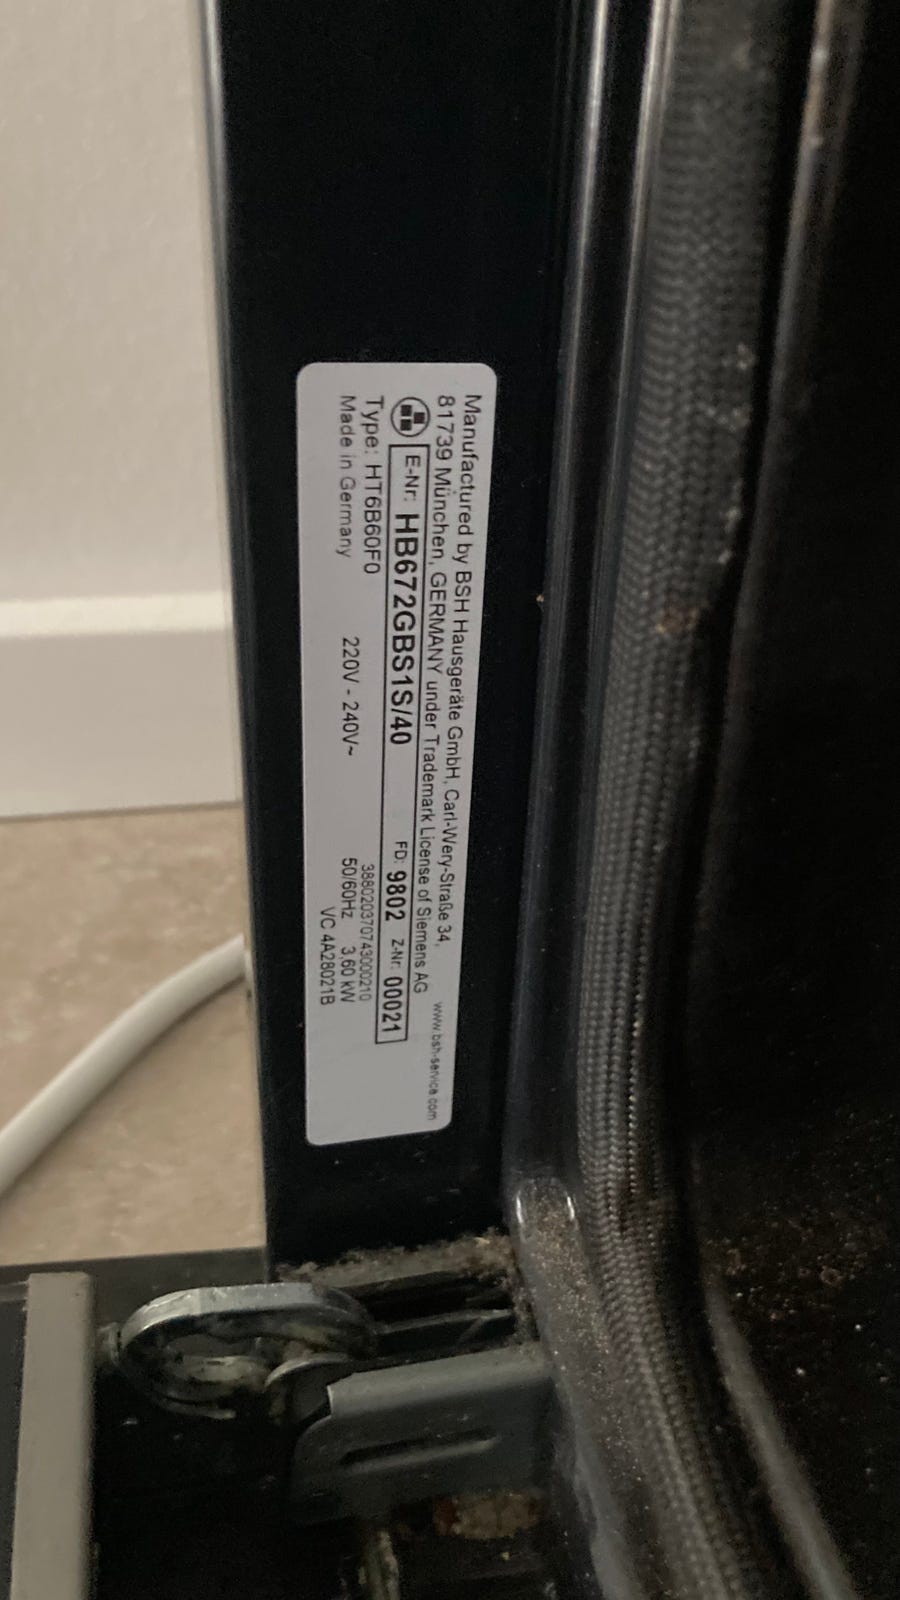 Manufactured by BSH Hausgeräte GmbH, Carl-Wery-Straße 34,
81739 München, GERMANY under Trademark License of Siemens AG
www.bsh-service.com
E-Nr: HB672GBS1S/40 FD: 9802 Z-Nr: 00021
Type: HT6B60F0 388020370743000210
Made in Germany 220V - 240V~ 50/60Hz 3,60 kW
VC 4A28021B